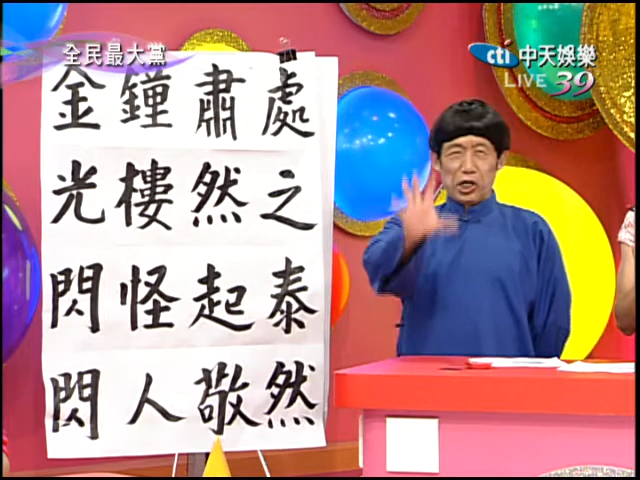 全民最大黨
cti 中天娛樂
LIVE 39
處之泰然
肅然起敬
鐘樓怪人
金光閃閃